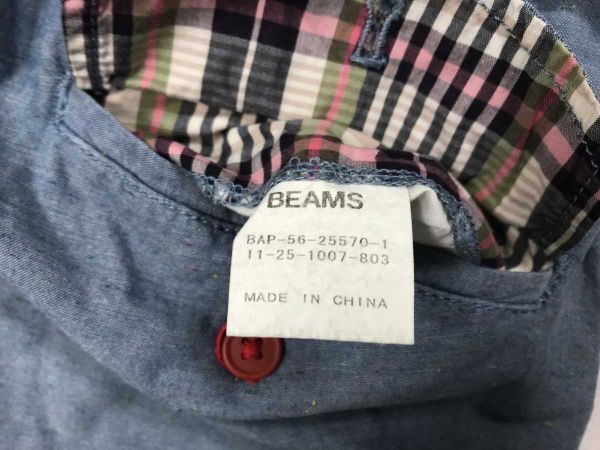 BEAMS
BAP-56-25570-1
11-25-1007-803
MADE IN CHINA